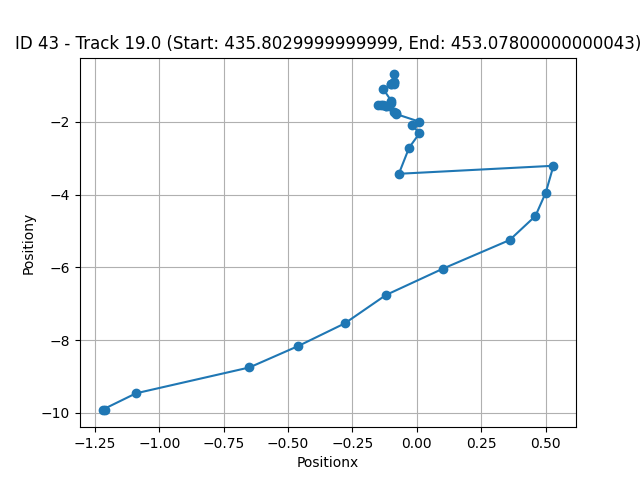 ID 43 - Track 19.0 (Start: 435.8029999999999, End: 453.07800000000043)
Positiony
−2
−4
−6
−8
−10
−1.25 −1.00 −0.75 −0.50 −0.25 0.00 0.25 0.50
Positionx